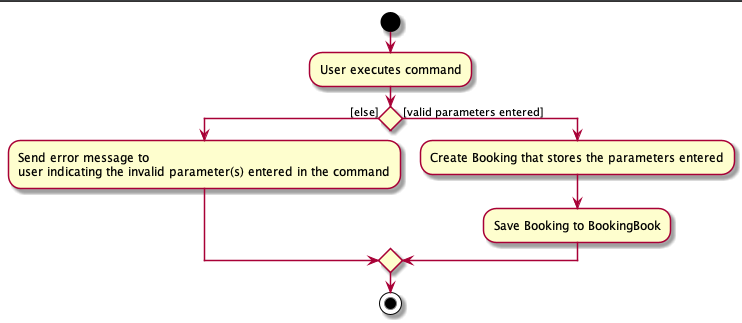 User executes command
[else]
[valid parameters entered]
Send error message to
user indicating the invalid parameter(s) entered in the command
Create Booking that stores the parameters entered
Save Booking to BookingBook